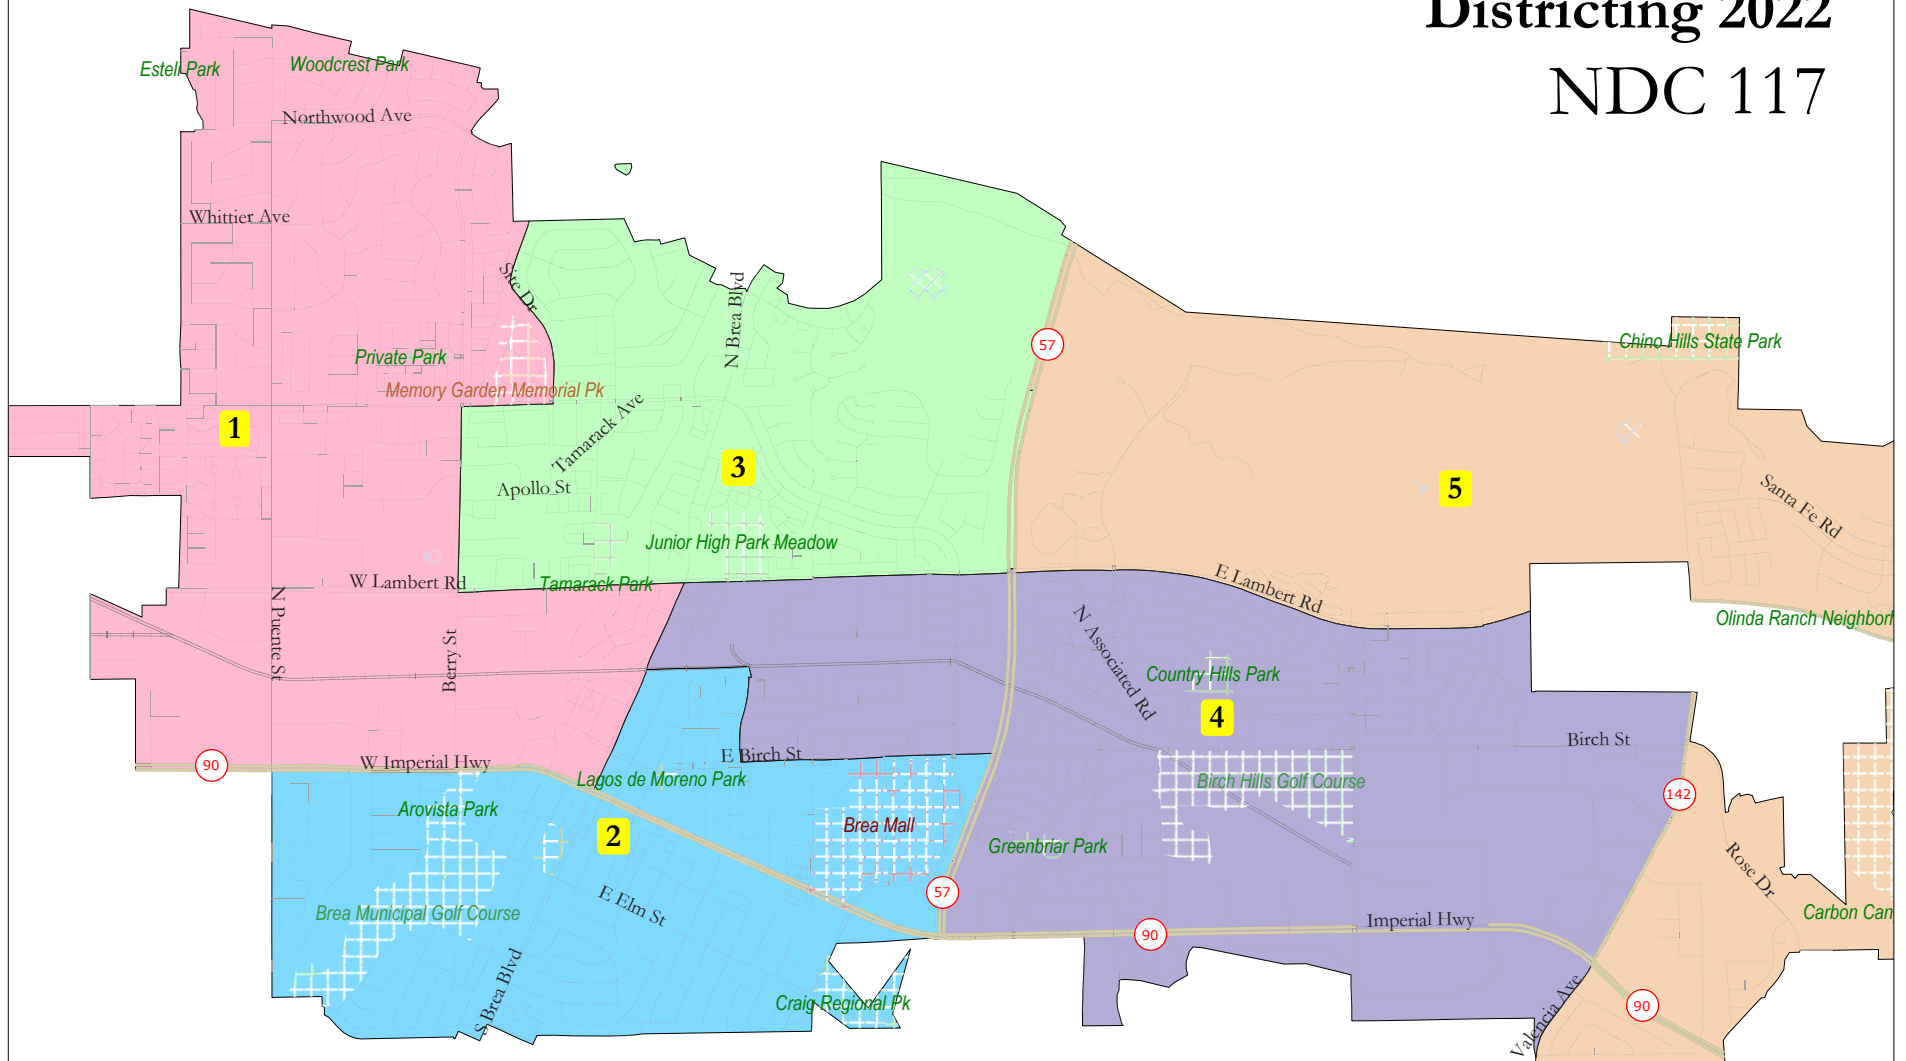 Districting 2022
NDC 117
Estell Park
Woodcrest Park
Northwood Ave
Whittier Ave
Site Dr
N Brea Blvd
57
Private Park
Memory Garden Memorial Pk
Chino Hills State Park
1
Tamarack Ave
3
5
Apollo St
Santa Fe Rd
Junior High Park Meadow
W Lambert Rd
Tamarack Park
E Lambert Rd
N Puente St
Berry St
N Associated Rd
Olinda Ranch Neighborh
Country Hills Park
4
Birch St
E Birch St
90
W Imperial Hwy
Lagos de Moreno Park
Birch Hills Golf Course
142
Arovista Park
2
Brea Mall
Greenbriar Park
Rose Dr
57
E Elm St
Brea Municipal Golf Course
Imperial Hwy
Carbon Can
90
S Brea Blvd
Craig Regional Pk
Valencia Ave
90